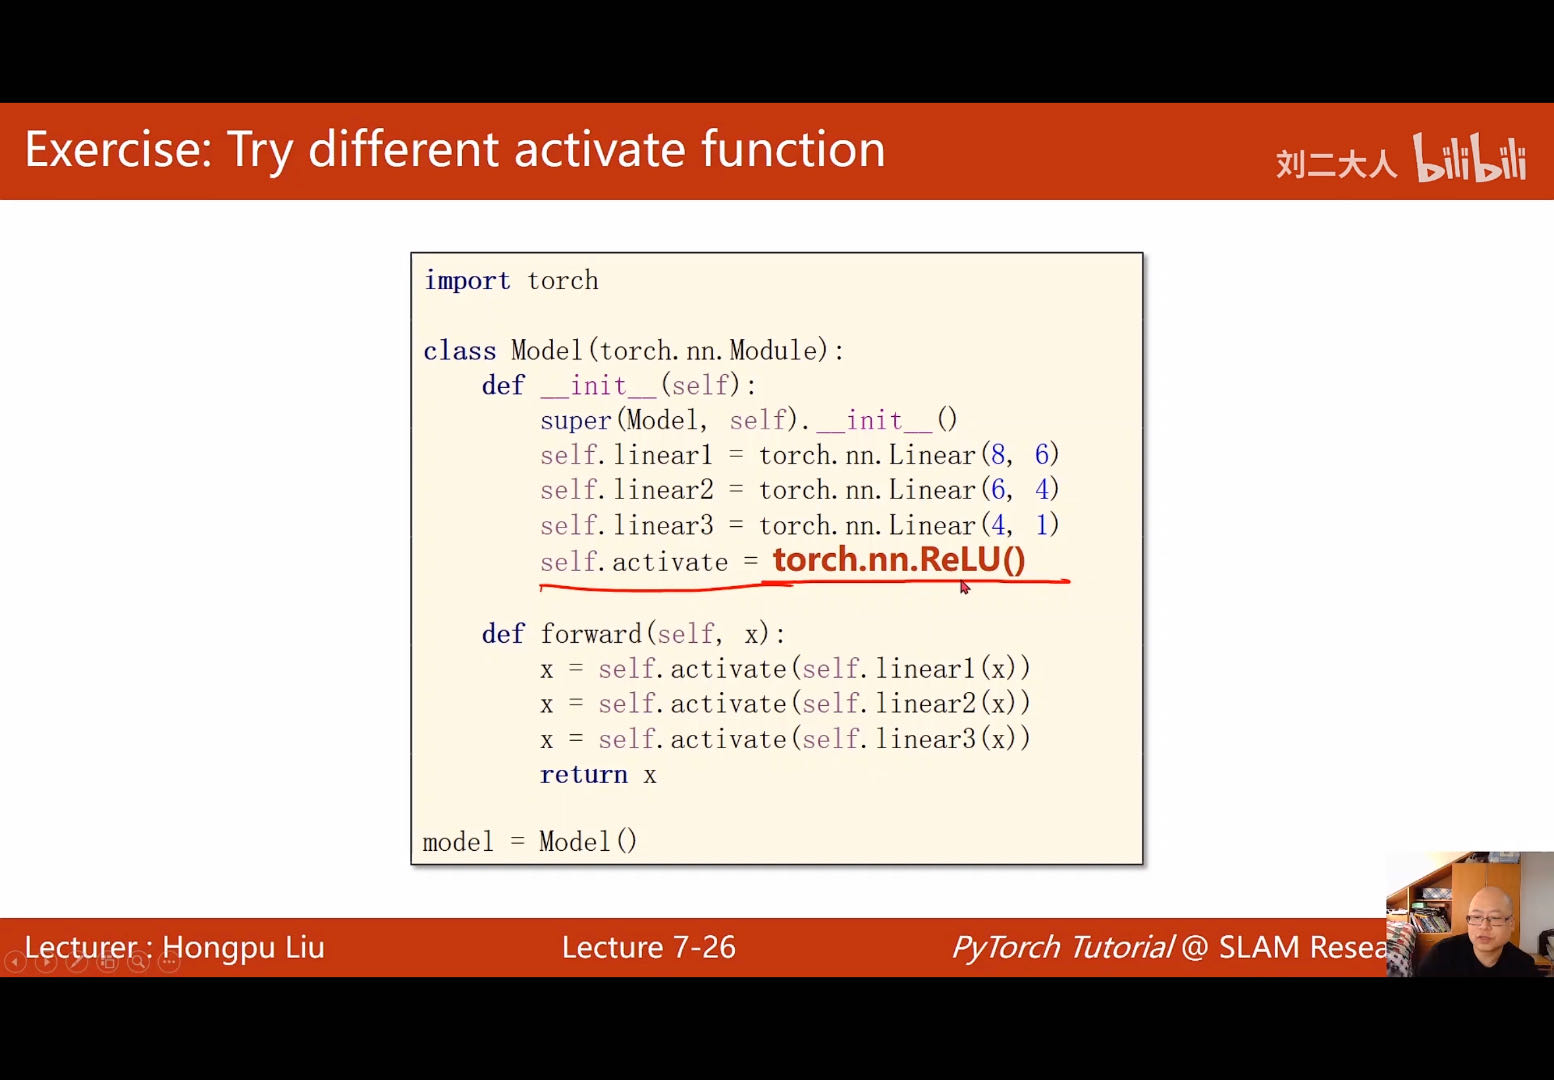 Exercise: Try different activate function
刘二大人 bilibili
import torch
class Model(torch.nn.Module):
def __init__(self):
super(Model, self).__init__()
self.linear1 = torch.nn.Linear(8, 6)
self.linear2 = torch.nn.Linear(6, 4)
self.linear3 = torch.nn.Linear(4, 1)
self.activate = torch.nn.ReLU()
def forward(self, x):
x = self.activate(self.linear1(x))
x = self.activate(self.linear2(x))
x = self.activate(self.linear3(x))
return x
model = Model()
Lecturer : Hongpu Liu
Lecture 7-26
PyTorch Tutorial @ SLAM Resea